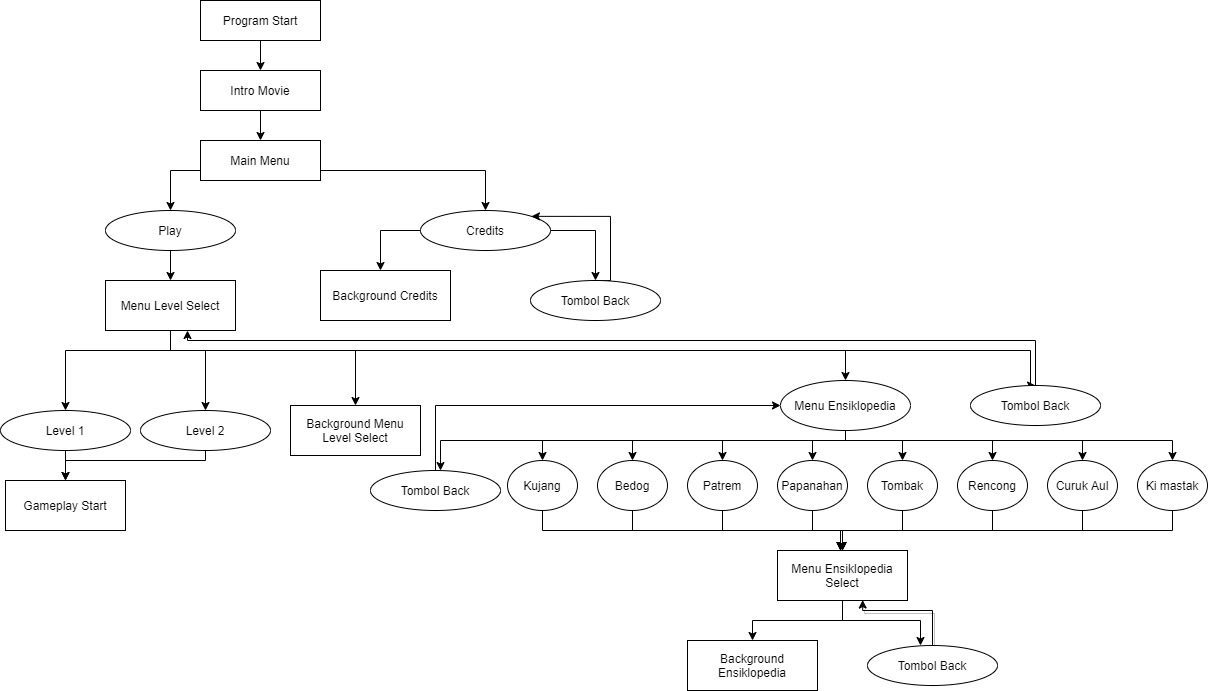 Program Start
Intro Movie
Main Menu
Play
Credits
Menu Level Select
Background Credits
Tombol Back
Level 1
Level 2
Background Menu
Level Select
Menu Ensiklopedia
Tombol Back
Tombol Back
Kujang
Bedog
Patrem
Papanahan
Tombak
Rencong
Curuk Aul
Ki mastak
Gameplay Start
Menu Ensiklopedia
Select
Background
Ensiklopedia
Tombol Back